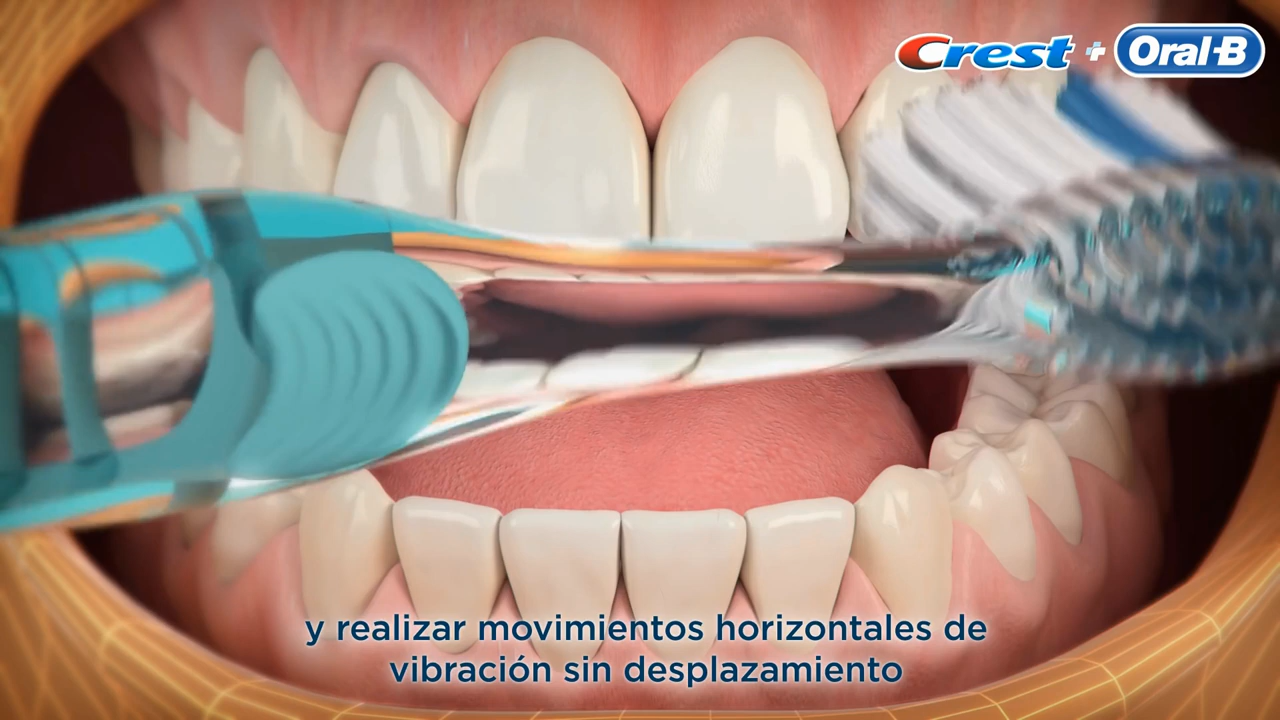 Crest + Oral-B
y realizar movimientos horizontales de
vibración sin desplazamiento